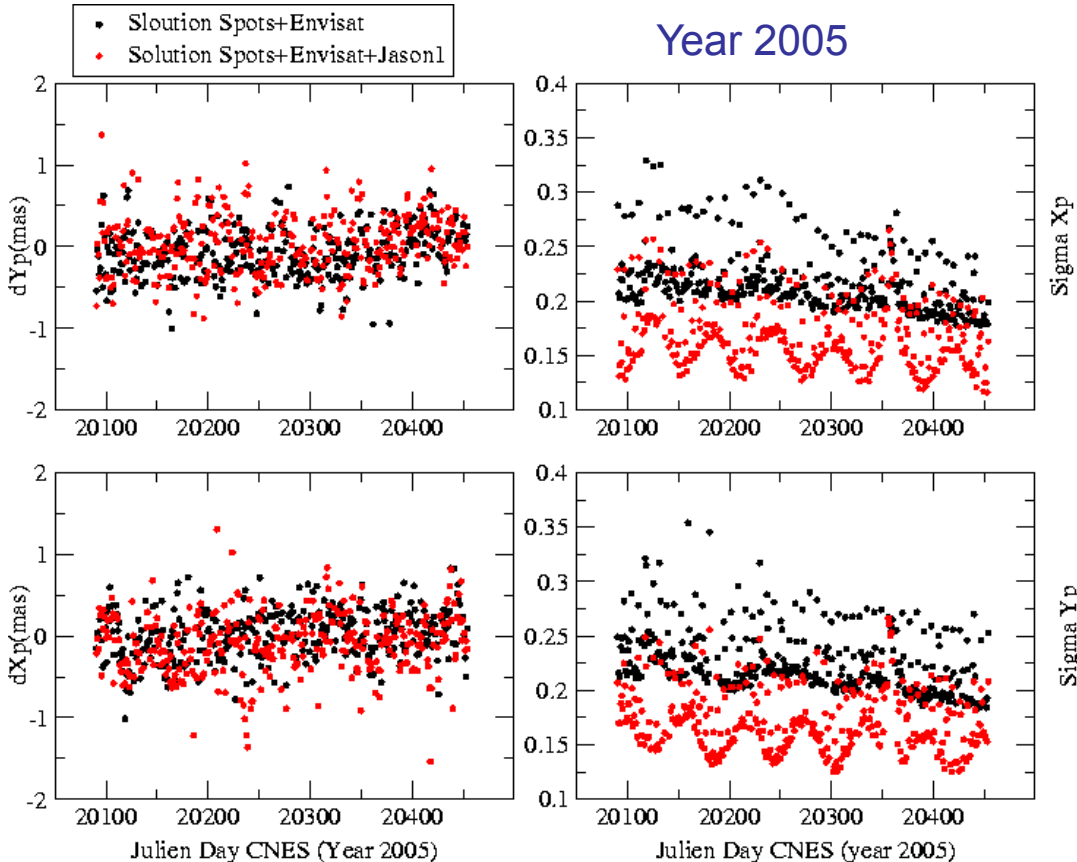 Sloution Spots+Envisat
Solution Spots+Envisat+Jason1
Year 2005
2
1
0
-1
-2
dYp(mas)
20100 20200 20300 20400
0.4
0.35
0.3
0.25
0.2
0.15
0.1
Sigma Xp
20100 20200 20300 20400
2
1
0
-1
-2
dXp(mas)
20100 20200 20300 20400
Julien Day CNES (Year 2005)
0.4
0.35
0.3
0.25
0.2
0.15
0.1
Sigma Yp
20100 20200 20300 20400
Julien Day CNES (year 2005)